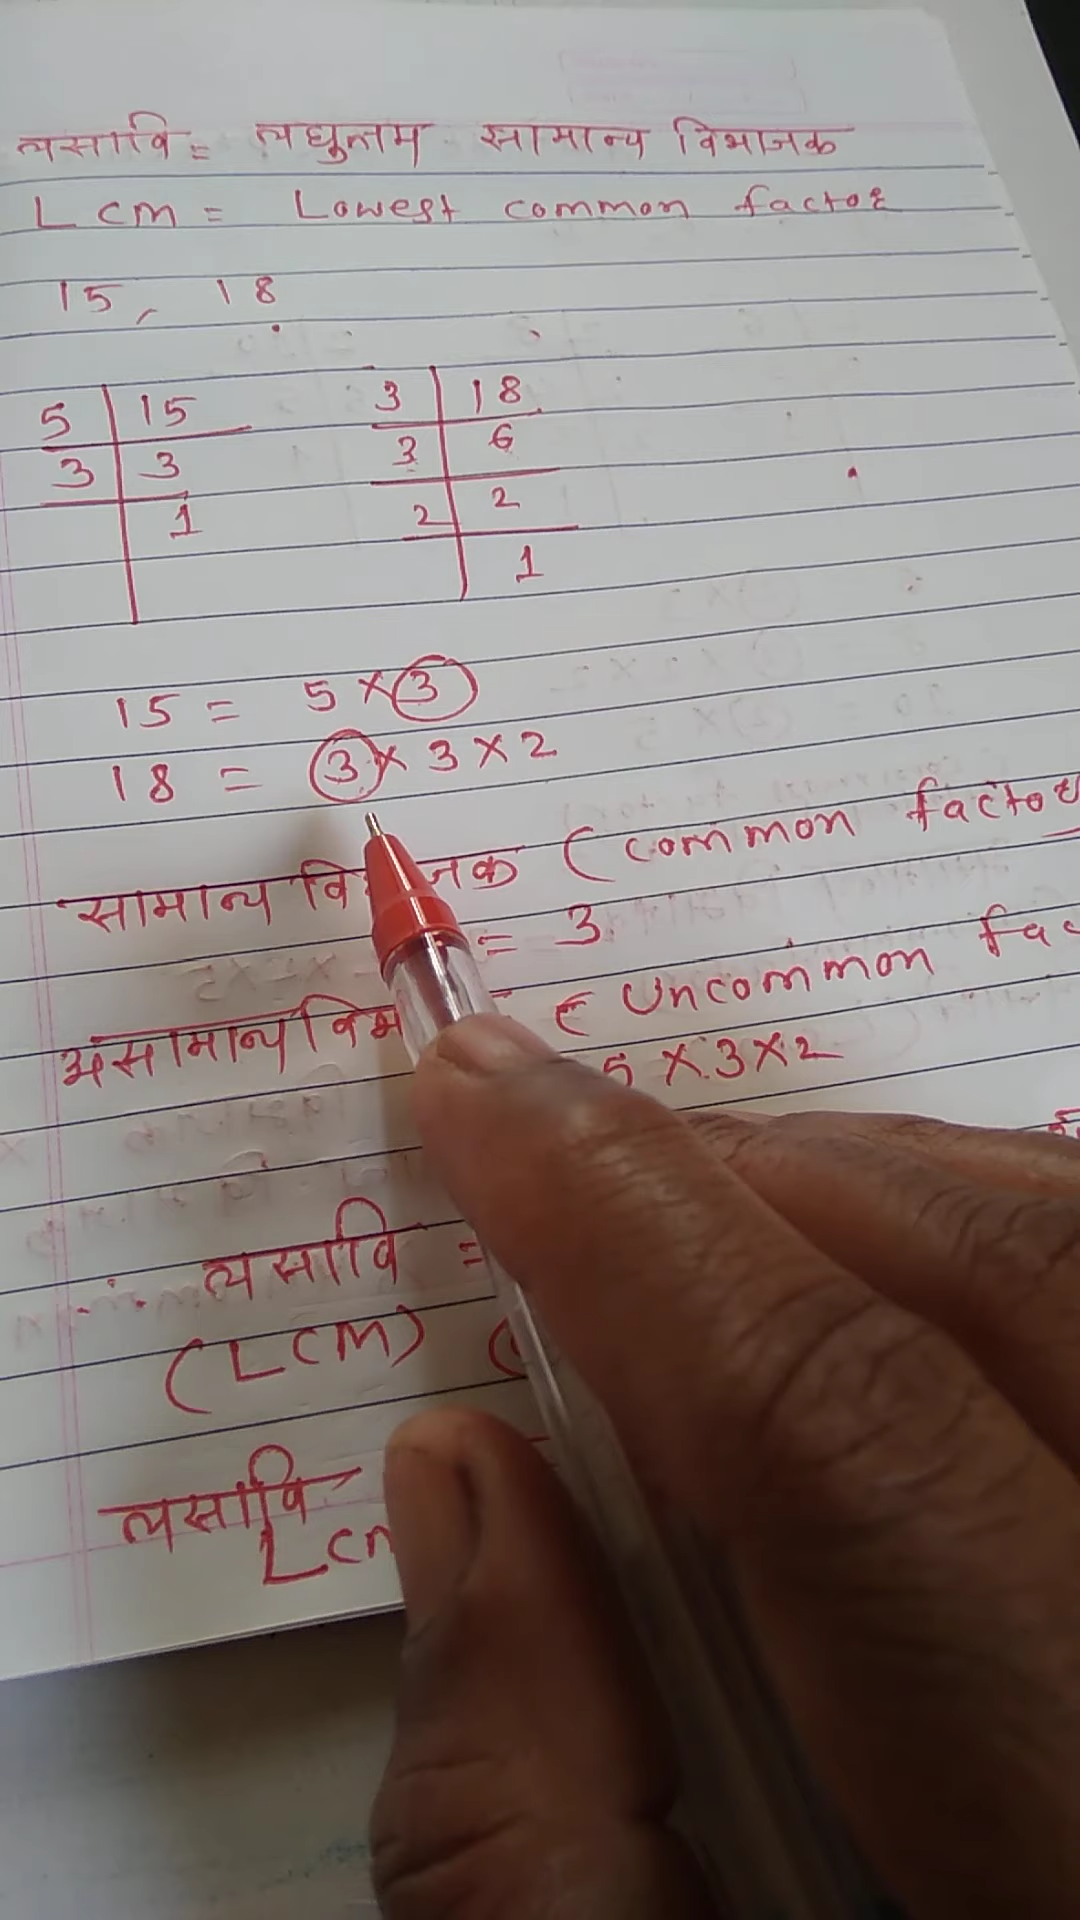 लसावि = लघुत्तम सामान्य विभाजक
LCM = Lowest common factor
15, 18
5 | 15 3 | 18
3 | 3 3 | 6
1 2 | 2
1
15 = 5 × 3
18 = 3 × 3 × 2
सामान्य (common factor
= 3
असामान्य (Uncommon
5 × 3 × 2
∴ लसावि =
(LCM) (
लसावि